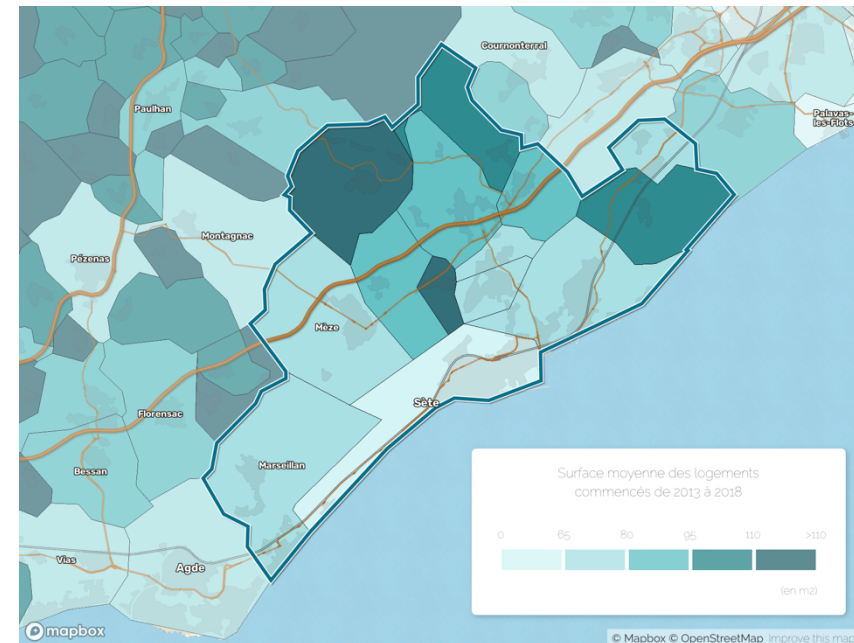 Cournonterral
Paulhan
Palavas-
les-Flots
Montagnac
Pézenas
Mèze
Sète
Florensac
Marseillan
Bessan
Surface moyenne des logements
commencés de 2013 à 2018
0 65 80 95 110 >110
(en m2)
Vias
Agde
mapbox
© Mapbox © OpenStreetMap Improve this map